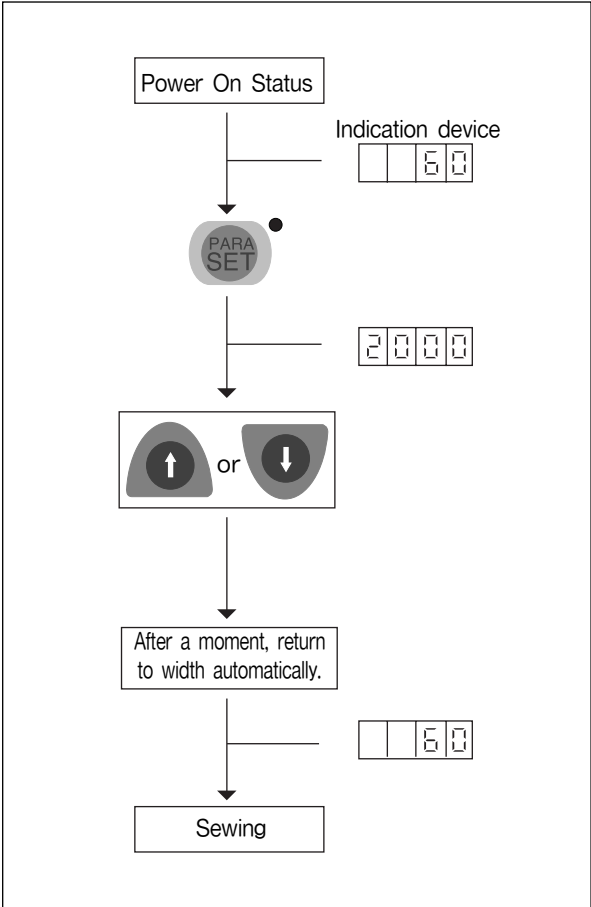 Power On Status
Indication device
60
PARA
SET
2000
or
After a moment, return
to width automatically.
60
Sewing